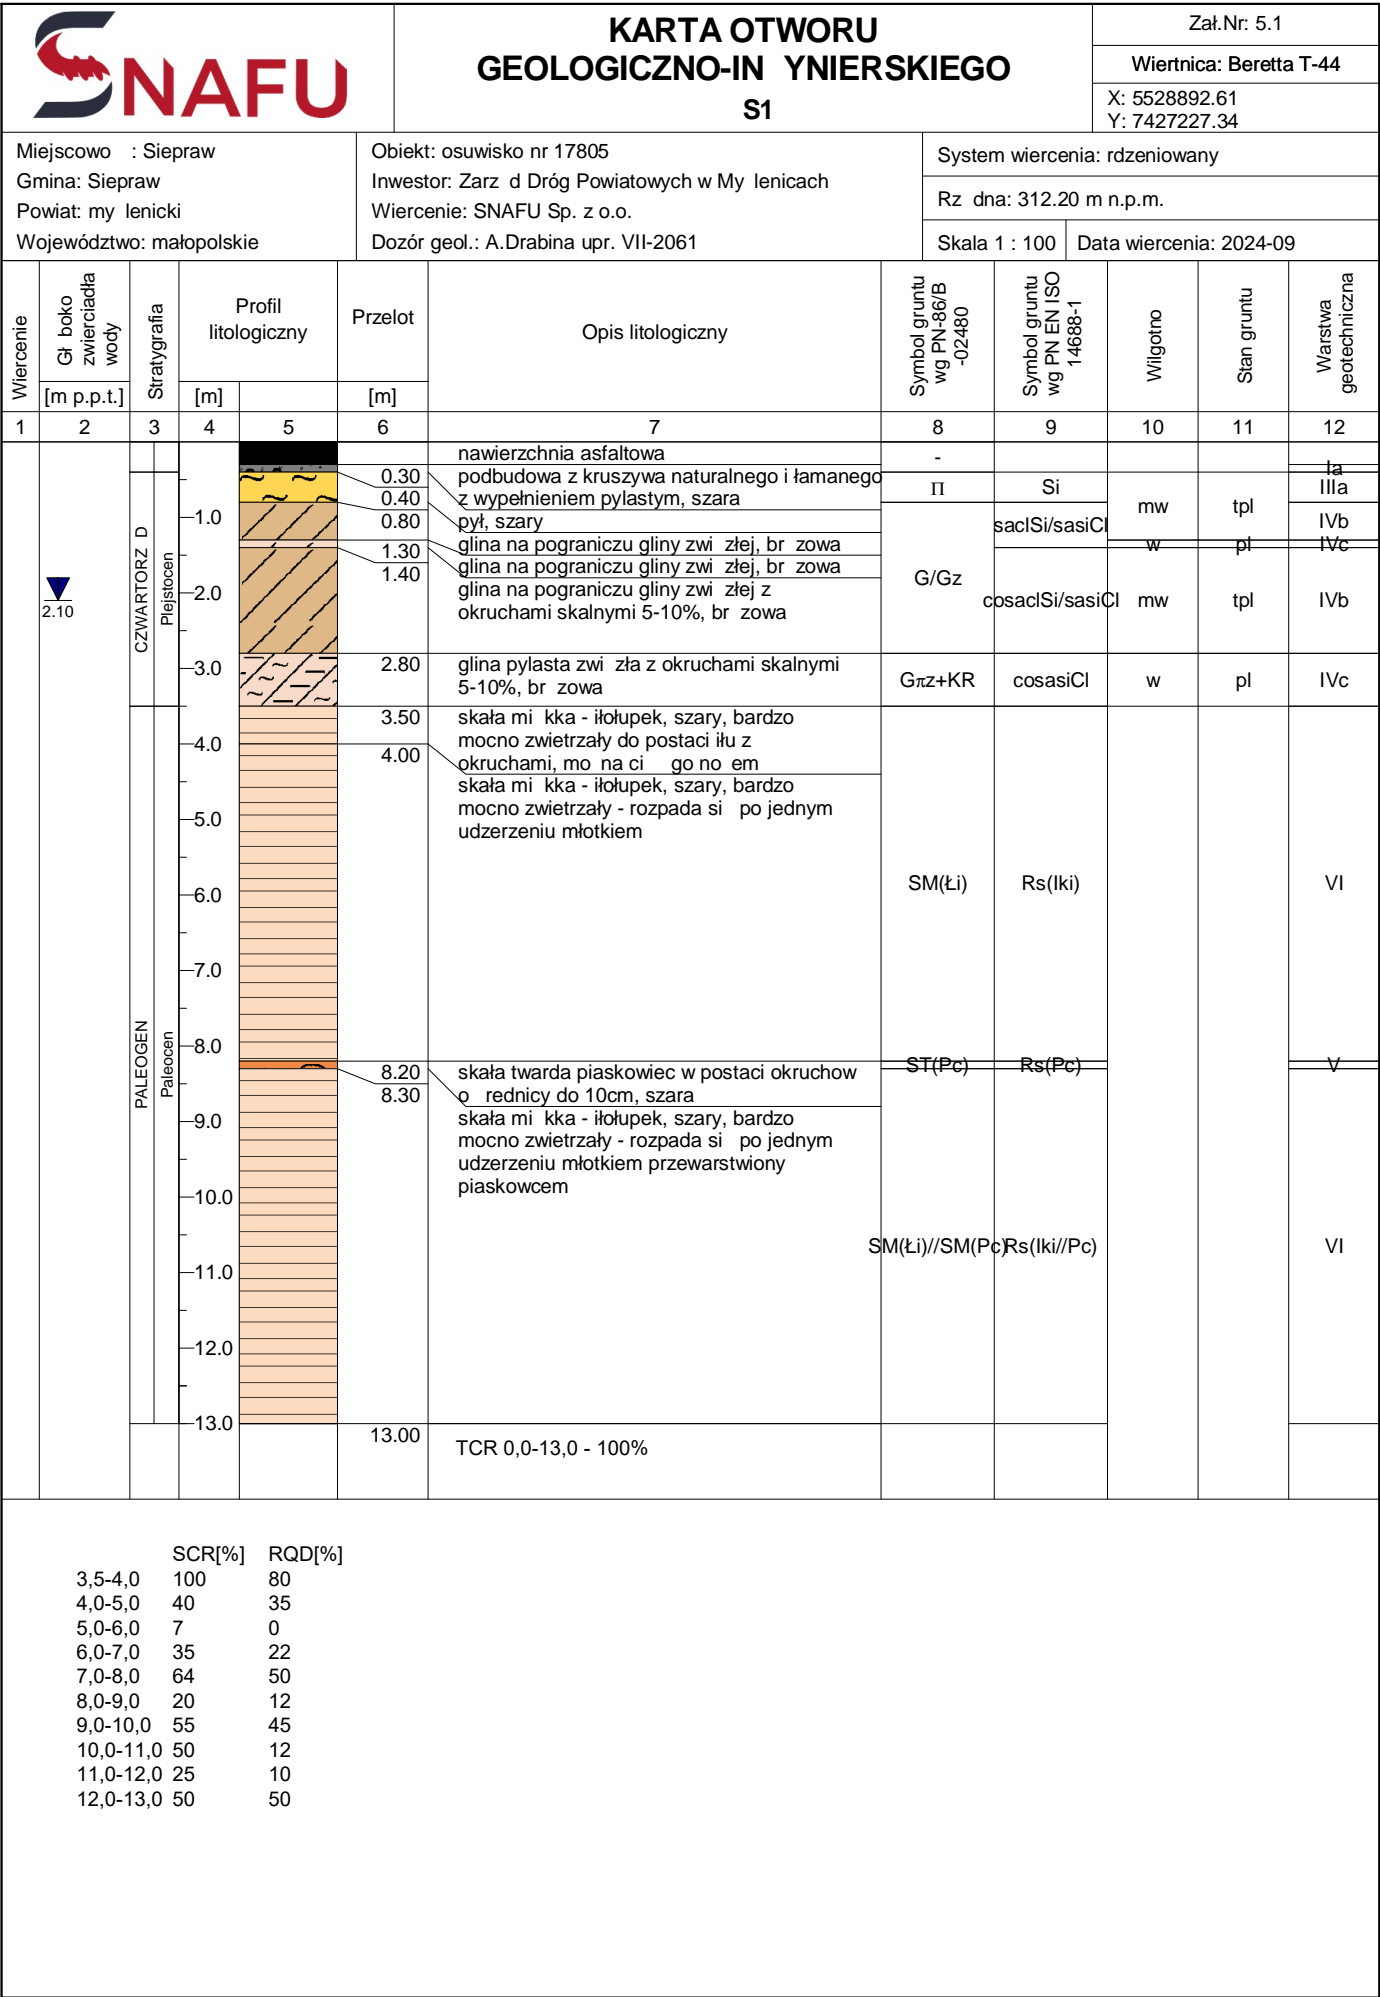 SNAFU
KARTA OTWORU
GEOLOGICZNO-IN YNIERSKIEGO
S1
Zał.Nr: 5.1
Wiertnica: Beretta T-44
X: 5528892.61
Y: 7427227.34
Miejscowo : Siepraw
Gmina: Siepraw
Powiat: my lenicki
Województwo: małopolskie
Obiekt: osuwisko nr 17805
Inwestor: Zarz d Dróg Powiatowych w My lenicach
Wiercenie: SNAFU Sp. z o.o.
Dozór geol.: A.Drabina upr. VII-2061
System wiercenia: rdzeniowany
Rz dna: 312.20 m n.p.m.
Skala 1 : 100 Data wiercenia: 2024-09
Wiercenie
Gł boko
zwierciadła
wody
[m p.p.t.]
Stratygrafia
Profil
litologiczny
[m]
Przelot
[m]
Opis litologiczny
Symbol gruntu
wg PN-86/B
-02480
Symbol gruntu
wg PN EN ISO
14688-1
Wilgotno
Stan gruntu
Warstwa
geotechniczna
1 2 3 4 5 6 7 8 9 10 11 12
2.10
CZWARTORZ D
Plejstocen
PALEOGEN
Paleocen
1.0
2.0
3.0
4.0
5.0
6.0
7.0
8.0
9.0
10.0
11.0
12.0
13.0
0.30
0.40
0.80
1.30
1.40
2.80
3.50
4.00
8.20
8.30
13.00
nawierzchnia asfaltowa
podbudowa z kruszywa naturalnego i łamanego
z wypełnieniem pylastym, szara
pył, szary
glina na pograniczu gliny zwi złej, br zowa
glina na pograniczu gliny zwi złej, br zowa
glina na pograniczu gliny zwi złej z
okruchami skalnymi 5-10%, br zowa
glina pylasta zwi zła z okruchami skalnymi
5-10%, br zowa
skała mi kka - iłołupek, szary, bardzo
mocno zwietrzały do postaci iłu z
okruchami, mo na ci go no em
skała mi kka - iłołupek, szary, bardzo
mocno zwietrzały - rozpada si po jednym
udzerzeniu młotkiem
skała twarda piaskowiec w postaci okruchow
o rednicy do 10cm, szara
skała mi kka - iłołupek, szary, bardzo
mocno zwietrzały - rozpada si po jednym
udzerzeniu młotkiem przewarstwiony
piaskowcem
TCR 0,0-13,0 - 100%
-
Π
G/Gz
Gπz+KR
SM(Łi)
ST(Pc)
SM(Łi)//SM(Pc)
Si
saclSi/sasiCl
cosaclSi/sasiCl
cosasiCl
Rs(Iki)
Rs(Pc)
Rs(Iki//Pc)
mw
w
mw
w
tpl
pl
tpl
pl
Ia
IIIa
IVb
IVc
IVb
IVc
VI
V
VI
SCR[%] RQD[%]
3,5-4,0 100 80
4,0-5,0 40 35
5,0-6,0 7 0
6,0-7,0 35 22
7,0-8,0 64 50
8,0-9,0 20 12
9,0-10,0 55 45
10,0-11,0 50 12
11,0-12,0 25 10
12,0-13,0 50 50